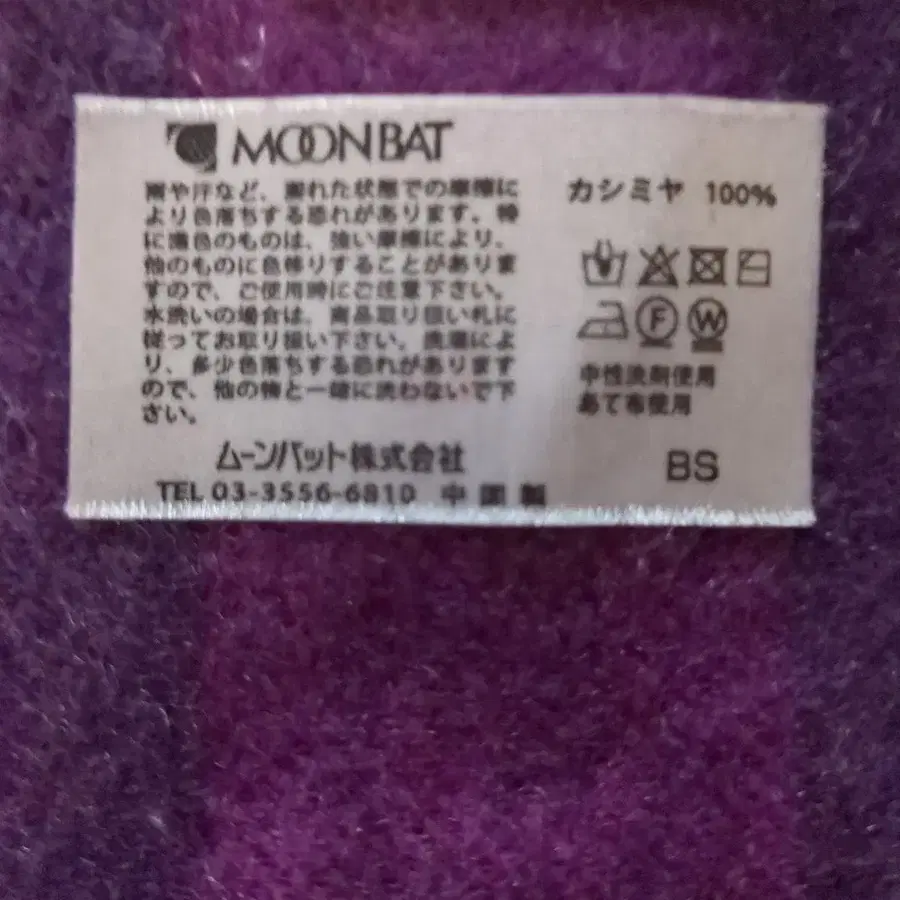 MOONBAT
雨や汗など、濡れた状態での摩擦に
より色落ちする恐れがあります。特
に濃色のものは、強い摩擦により、
他のものに色移りすることがありま
すので、ご使用時にご注意下さい。
水洗いの場合は、商品取り扱い札に
従ってお取り扱い下さい。洗濯によ
り、多少色落ちする恐れがあります
ので、他の物と一緒に洗わないで下
さい。
ムーンバット株式会社
TEL 03-3556-6810 中国製
カシミヤ 100%
F W
中性洗剤使用
あて布使用
BS